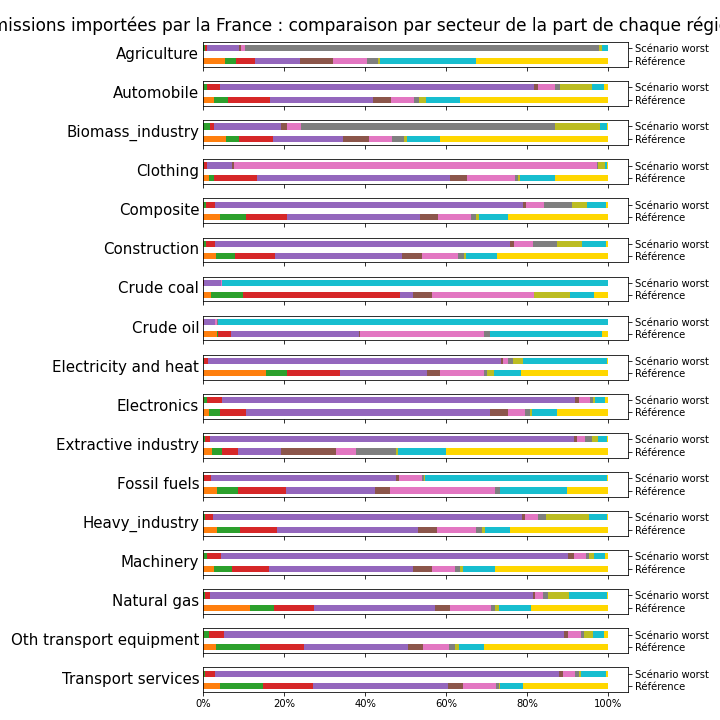 missions importées par la France : comparaison par secteur de la part de chaque régi
Agriculture
Scénario worst
Référence
Automobile
Scénario worst
Référence
Biomass_industry
Scénario worst
Référence
Clothing
Scénario worst
Référence
Composite
Scénario worst
Référence
Construction
Scénario worst
Référence
Crude coal
Scénario worst
Référence
Crude oil
Scénario worst
Référence
Electricity and heat
Scénario worst
Référence
Electronics
Scénario worst
Référence
Extractive industry
Scénario worst
Référence
Fossil fuels
Scénario worst
Référence
Heavy_industry
Scénario worst
Référence
Machinery
Scénario worst
Référence
Natural gas
Scénario worst
Référence
Oth transport equipment
Scénario worst
Référence
Transport services
Scénario worst
Référence
0% 20% 40% 60% 80% 100%